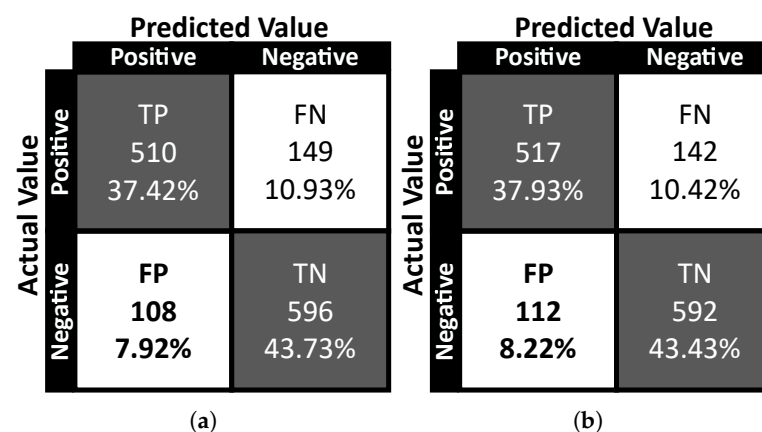 Predicted Value
Positive Negative
Actual Value
Positive
TP
510
37.42%
FN
149
10.93%
Negative
FP
108
7.92%
TN
596
43.73%
(a)
Predicted Value
Positive Negative
Actual Value
Positive
TP
517
37.93%
FN
142
10.42%
Negative
FP
112
8.22%
TN
592
43.43%
(b)